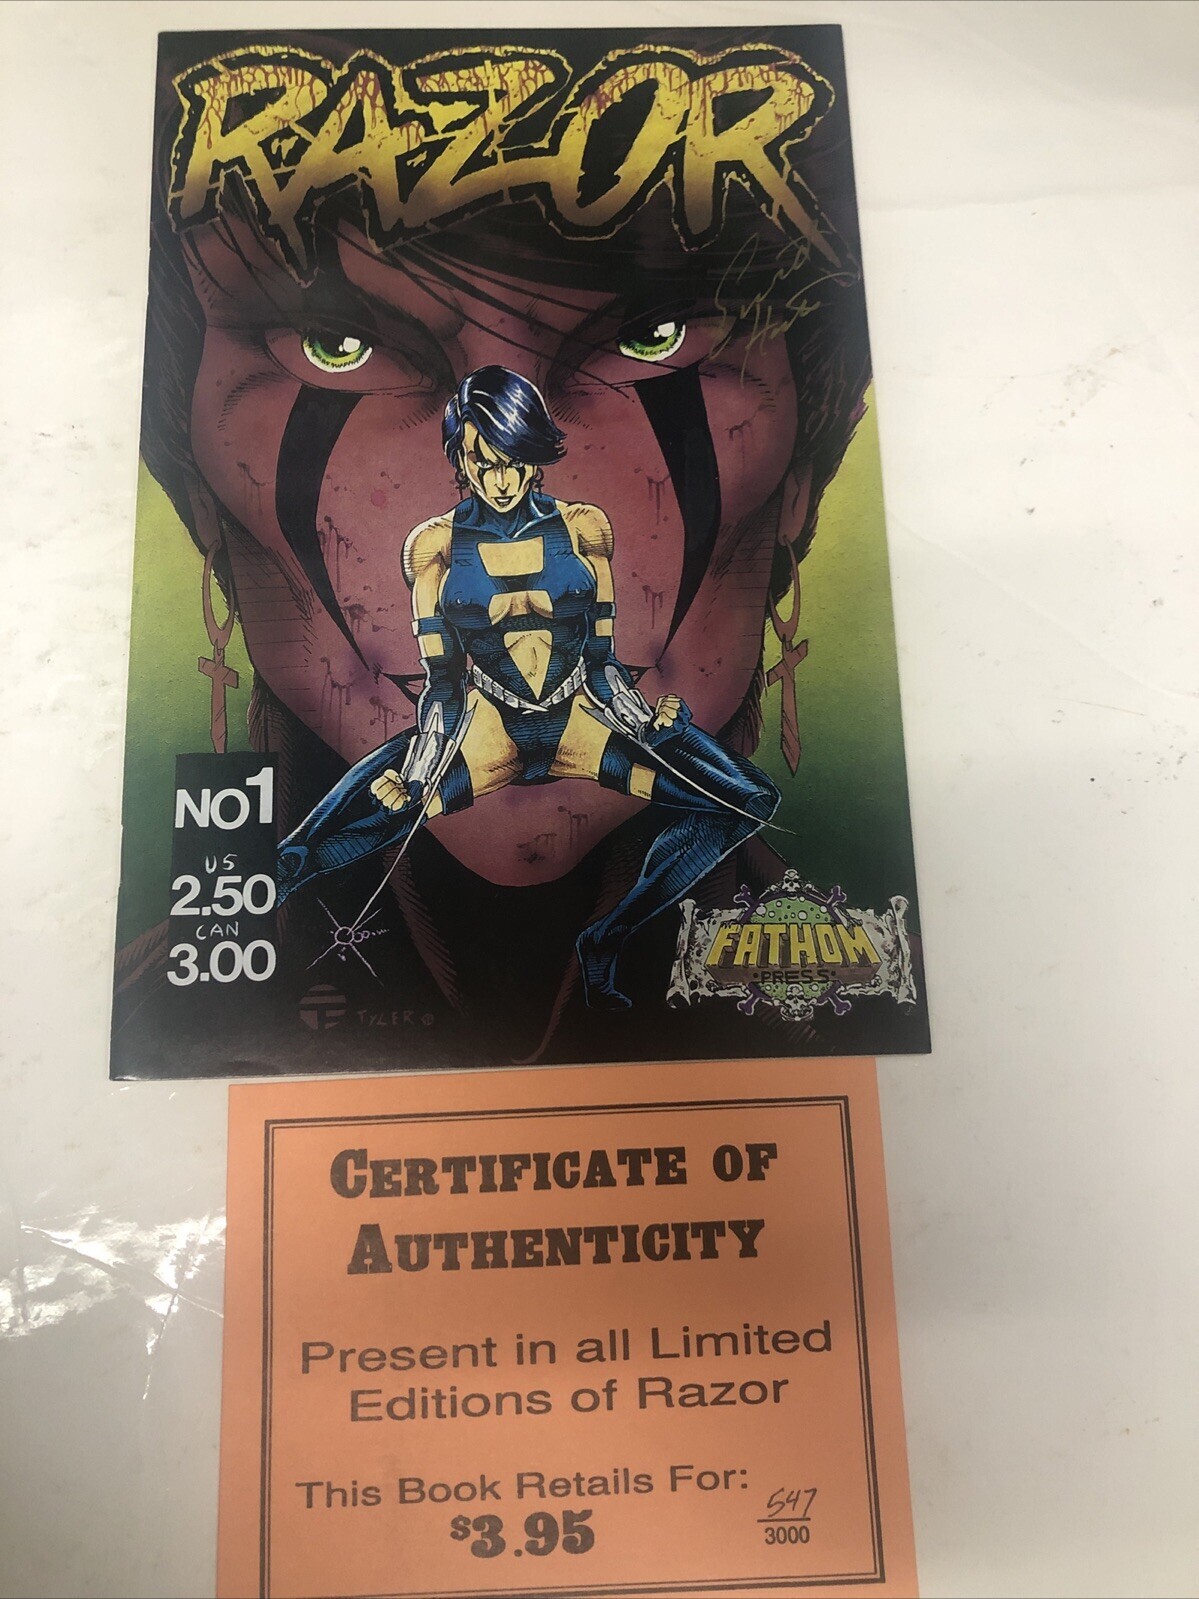 RAZOR
NO1
US
2.50
CAN
3.00
TYLER
FATHOM
PRESS
CERTIFICATE OF
AUTHENTICITY
Present in all Limited
Editions of Razor
This Book Retails For:
$3.95
547
3000